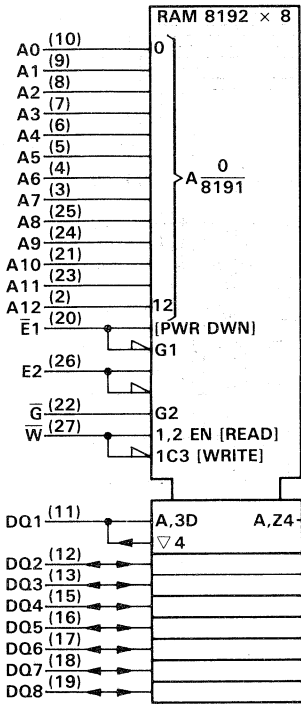 RAM 8192 × 8
A0 (10) 0
A1 (9)
A2 (8)
A3 (7)
A4 (6)
A5 (5)
A6 (4) A 0
8191
A7 (3)
A8 (25)
A9 (24)
A10 (21)
A11 (23)
A12 (2) 12
E̅1 (20) [PWR DWN]
G1
E2 (26)
G̅ (22) G2
W̅ (27) 1,2 EN [READ]
1C3 [WRITE]
DQ1 (11) A,3D A,Z4
▽ 4
DQ2 (12)
DQ3 (13)
DQ4 (15)
DQ5 (16)
DQ6 (17)
DQ7 (18)
DQ8 (19)